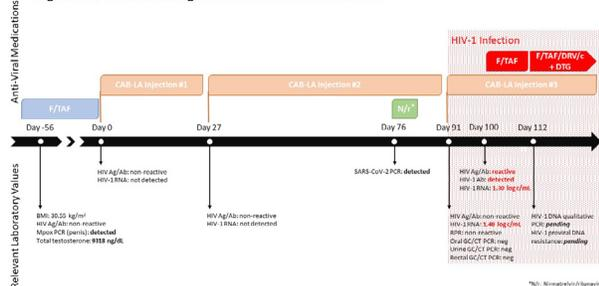 Anti-Viral Medications
HIV-1 Infection
F/TAF
F/TAF/DRV/c
+ DTG
CAB-LA Injection #1
CAB-LA Injection #2
CAB-LA Injection #3
F/TAF
N/r*
Day -56
Day 0
Day 27
Day 76
Day 91
Day 100
Day 112
Relevant Laboratory Values
HIV Ag/Ab: non-reactive
HIV-1 RNA: not detected
SARS-CoV-2 PCR: detected
HIV Ag/Ab: reactive
HIV-1 Ab: detected
HIV-1 RNA: 1.30 log c/mL
BMI: 30.55 kg/m²
HIV Ag/Ab: non-reactive
Mpox PCR (penis): detected
Total testosterone: 9318 ng/dL
HIV Ag/Ab: non-reactive
HIV-1 RNA: not detected
HIV Ag/Ab: non-reactive
HIV-1 RNA: 1.48 log c/mL
RPR: non-reactive
Oral GC/CT PCR: neg
Urine GC/CT PCR: neg
Rectal GC/CT PCR: neg
HIV-1 DNA qualitative
PCR: pending
HIV-1 proviral DNA
resistance: pending
*N/r, Nirmatrelvir/ritonavir